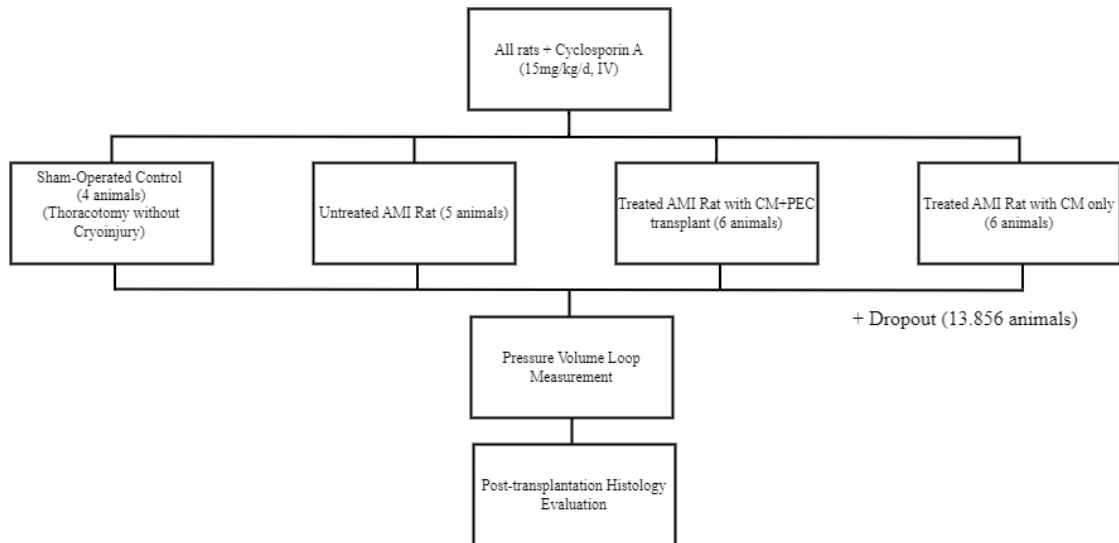 All rats + Cyclosporin A
(15mg/kg/d, IV)
Sham-Operated Control
(4 animals)
(Thoracotomy without
Cryoinjury)
Untreated AMI Rat (5 animals)
Treated AMI Rat with CM+PEC
transplant (6 animals)
Treated AMI Rat with CM only
(6 animals)
+ Dropout (13.856 animals)
Pressure Volume Loop
Measurement
Post-transplantation Histology
Evaluation